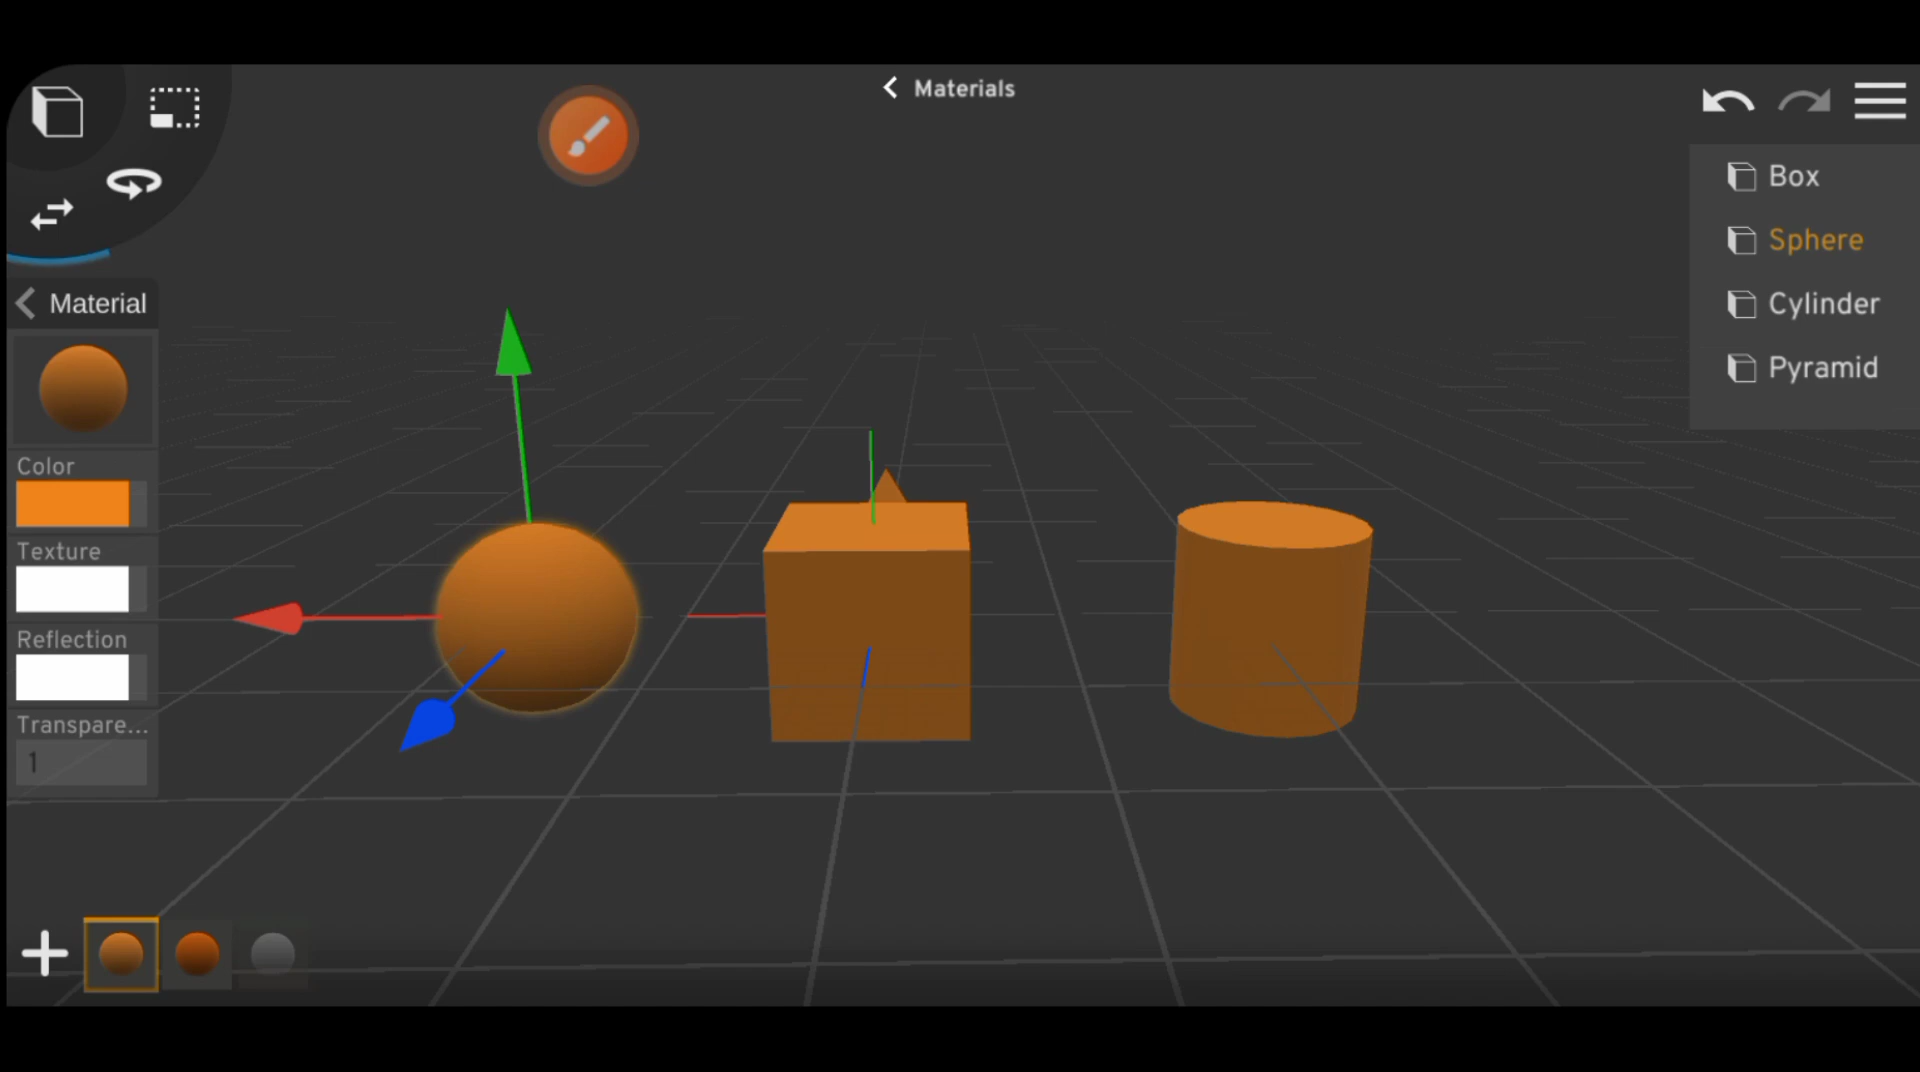 Materials
Box
Sphere
Cylinder
Pyramid
Material
Color
Texture
Reflection
Transpare...
1